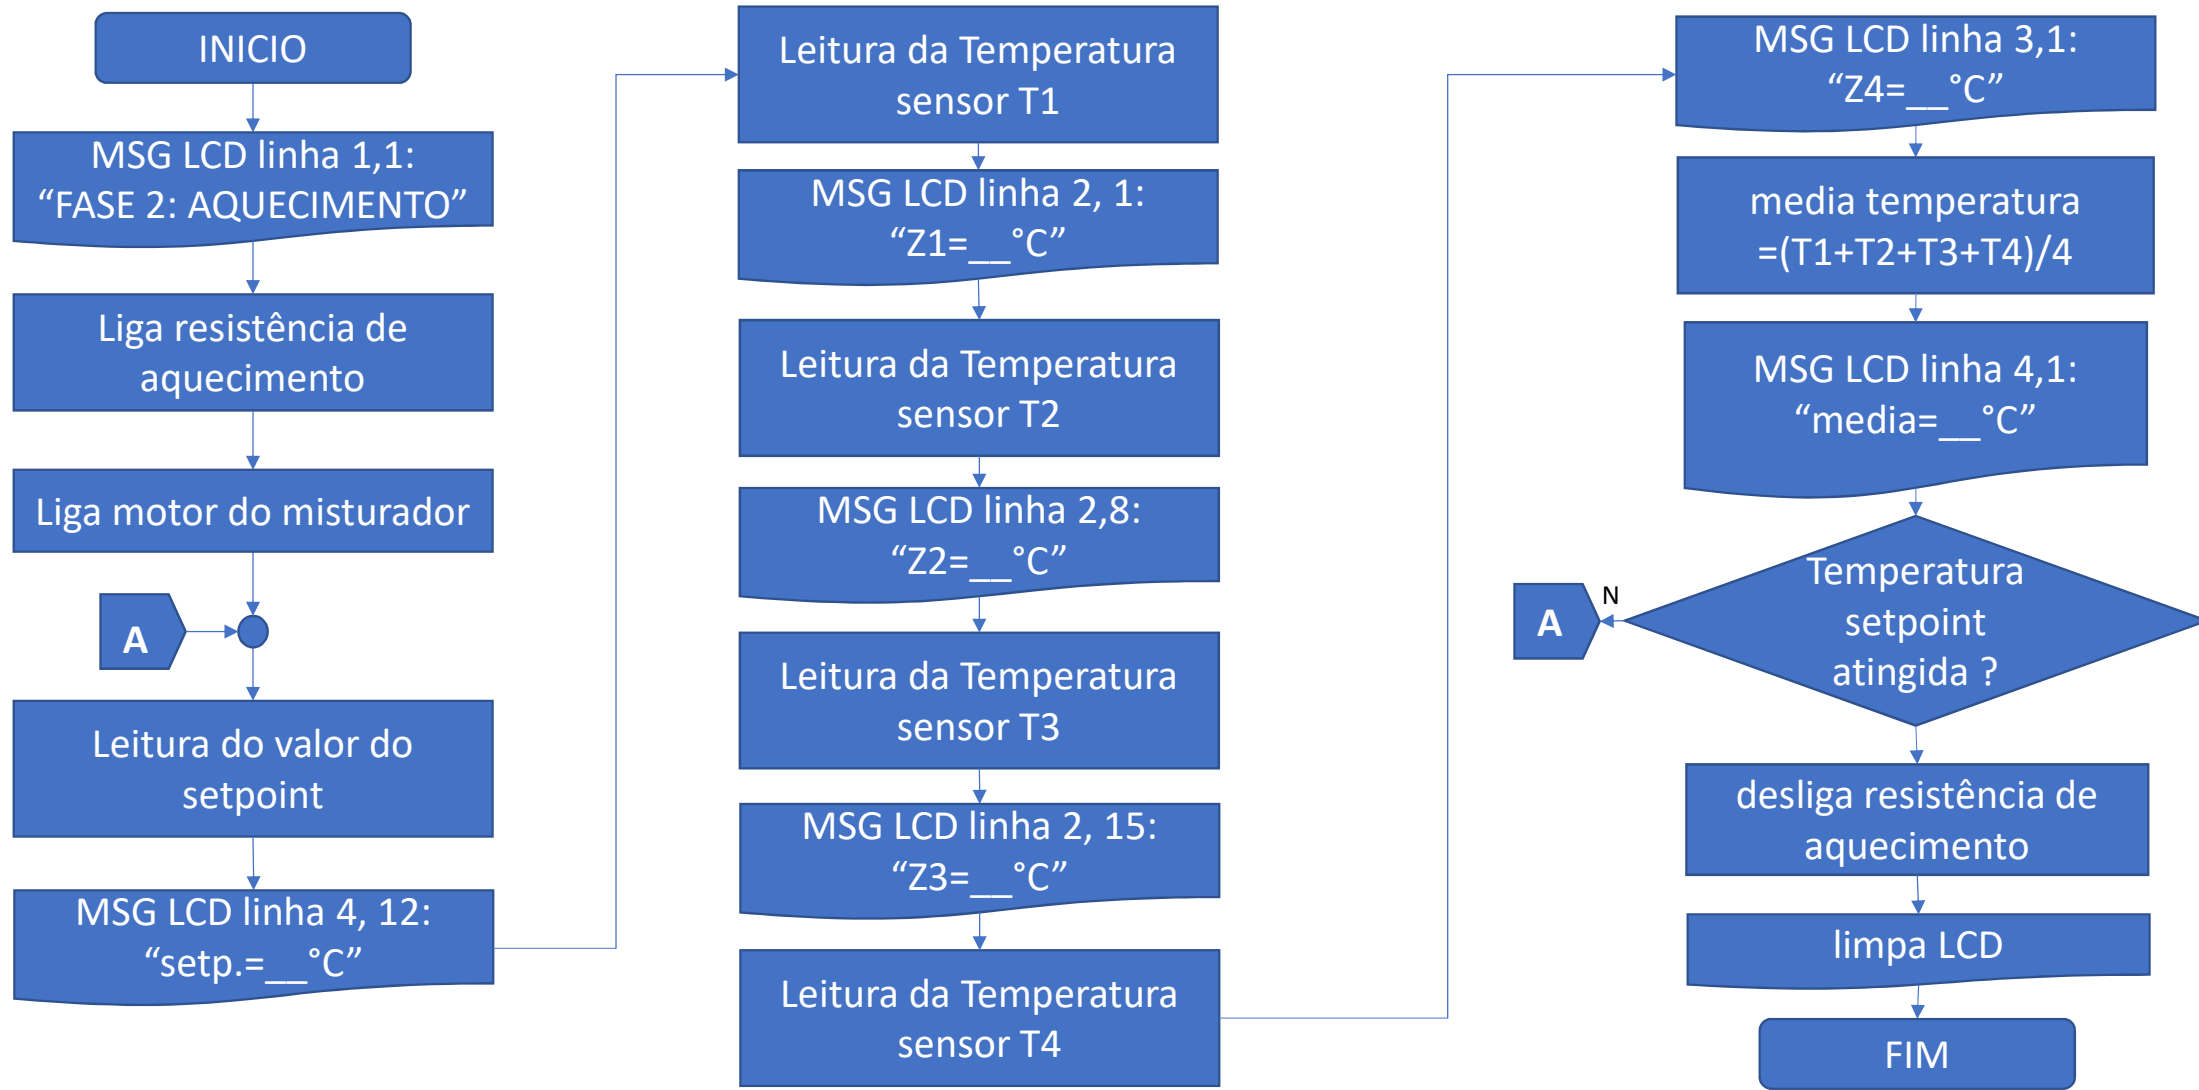 INICIO
MSG LCD linha 1,1:
“FASE 2: AQUECIMENTO”
Liga resistência de
aquecimento
Liga motor do misturador
A
Leitura do valor do
setpoint
MSG LCD linha 4, 12:
“setp.=__°C”
Leitura da Temperatura
sensor T1
MSG LCD linha 2, 1:
“Z1=__°C”
Leitura da Temperatura
sensor T2
MSG LCD linha 2,8:
“Z2=__°C”
Leitura da Temperatura
sensor T3
MSG LCD linha 2, 15:
“Z3=__°C”
Leitura da Temperatura
sensor T4
MSG LCD linha 3,1:
“Z4=__°C”
media temperatura
=(T1+T2+T3+T4)/4
MSG LCD linha 4,1:
“media=__°C”
Temperatura
setpoint
atingida ?
N
A
desliga resistência de
aquecimento
limpa LCD
FIM